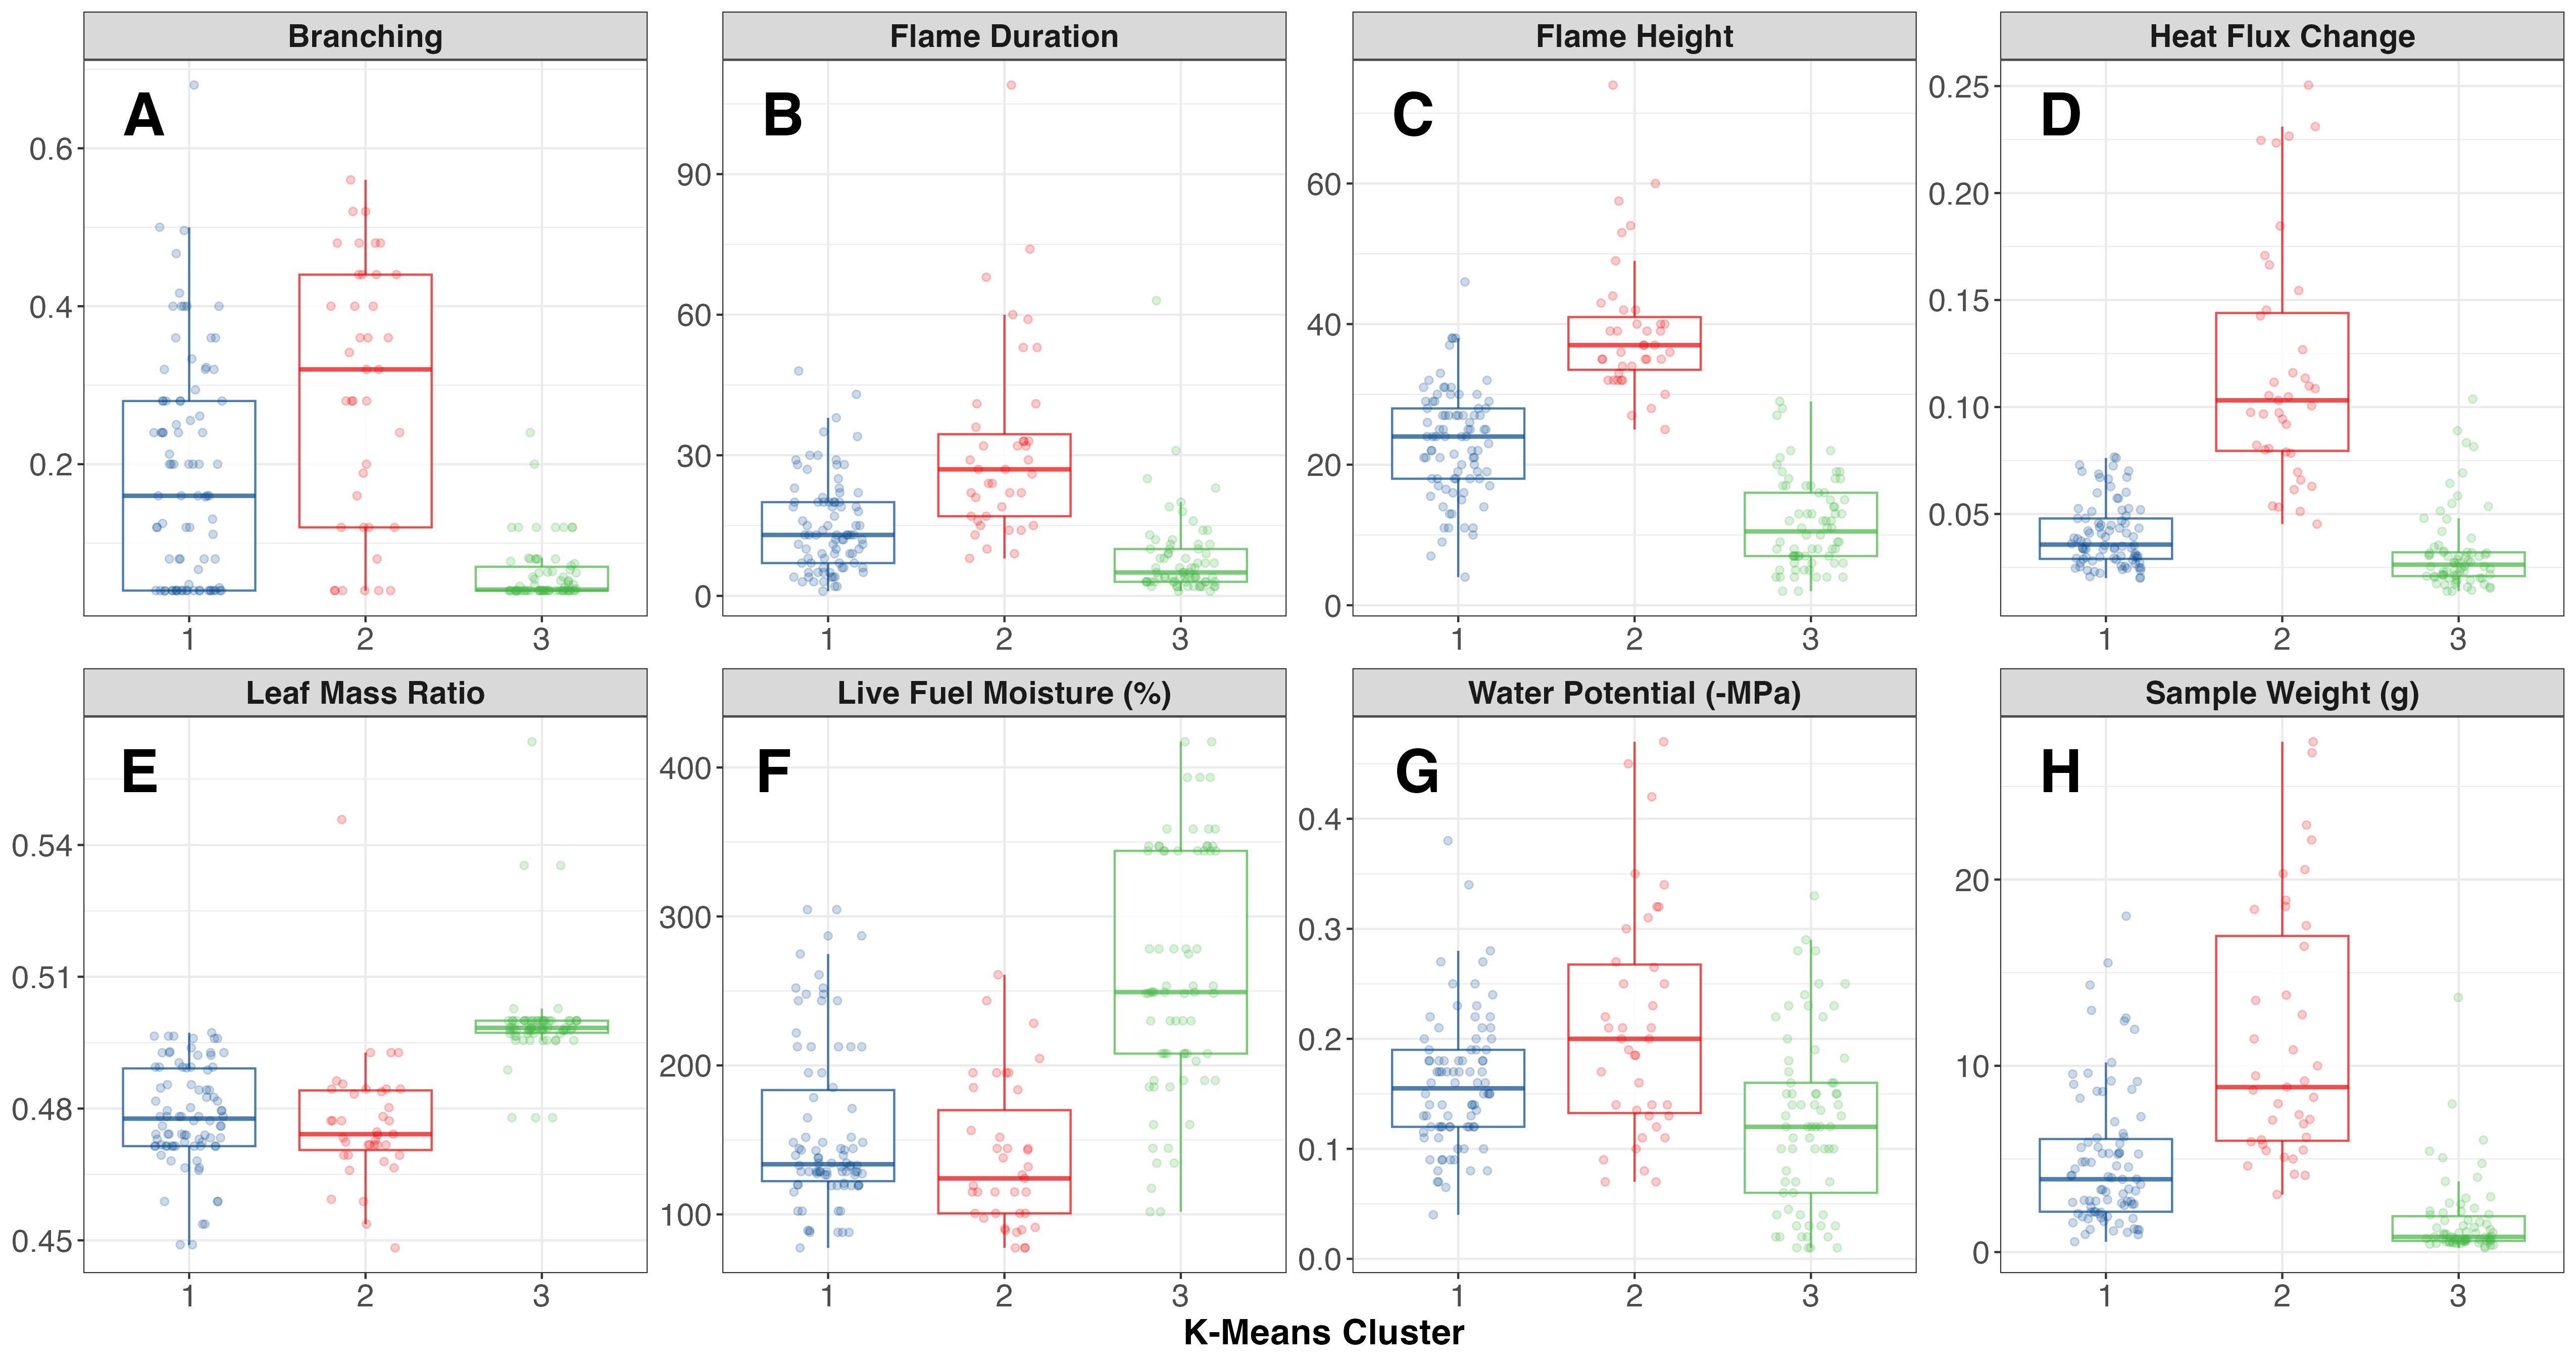 Branching
Flame Duration
Flame Height
Heat Flux Change
A
B
C
D
0.6
0.4
0.2
90
60
30
0
60
40
20
0
0.25
0.20
0.15
0.10
0.05
1 2 3
1 2 3
1 2 3
1 2 3
Leaf Mass Ratio
Live Fuel Moisture (%)
Water Potential (-MPa)
Sample Weight (g)
E
F
G
H
0.54
0.51
0.48
0.45
400
300
200
100
0.4
0.3
0.2
0.1
0.0
20
10
0
1 2 3
1 2 3
1 2 3
1 2 3
K-Means Cluster